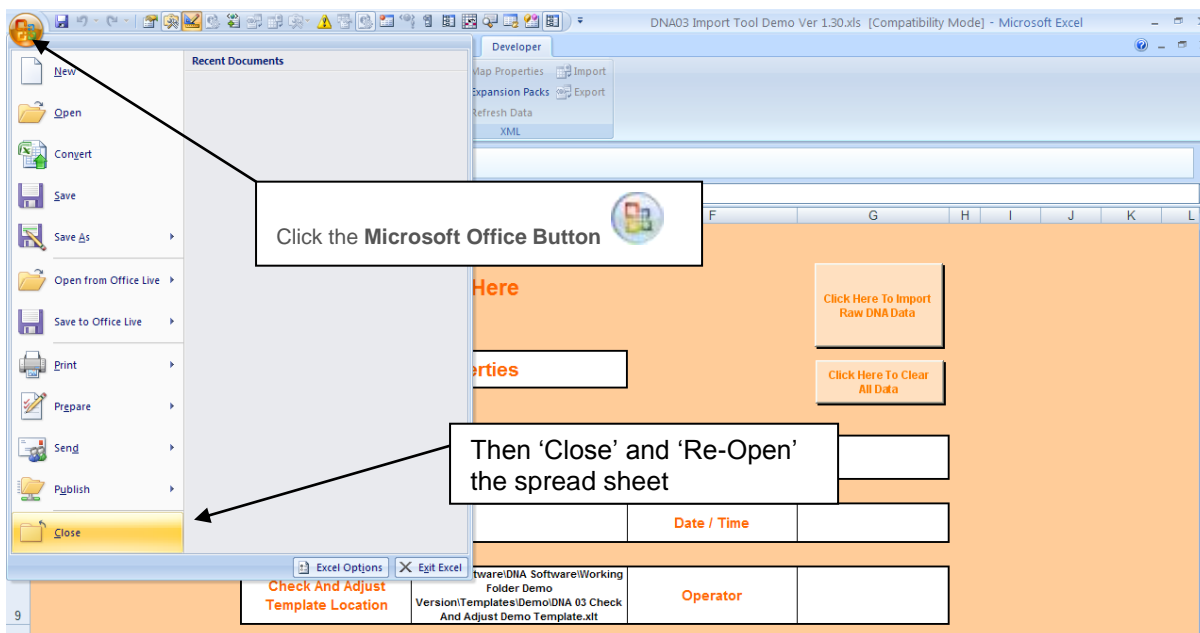 DNA03 Import Tool Demo Ver 1.30.xls [Compatibility Mode] - Microsoft Excel
Developer
New
Recent Documents
Map Properties Import
Expansion Packs Export
Refresh Data
XML
Open
Convert
Save
Save As
Click the Microsoft Office Button
F G H I J K L
Open from Office Live
Here
Click Here To Import
Raw DNA Data
Save to Office Live
Print
erties
Click Here To Clear
All Data
Prepare
Send
Then ‘Close’ and ‘Re-Open’
the spread sheet
Publish
Close
Date / Time
Excel Options Exit Excel
Check And Adjust
Template Location
tware\DNA Software\Working
Folder Demo
Version\Templates\Demo\DNA 03 Check
And Adjust Demo Template.xlt
Operator
9